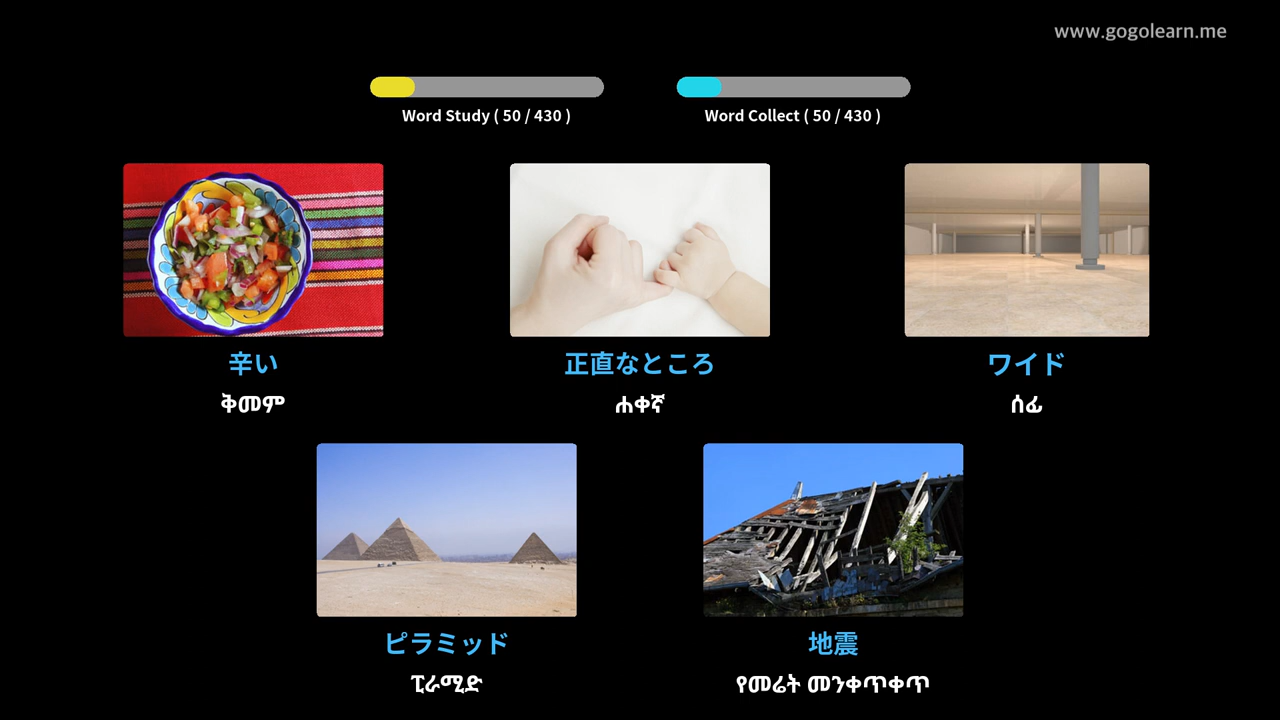 www.gogolearn.me
Word Study ( 50 / 430 )
Word Collect ( 50 / 430 )
辛い
ቅመም
正直なところ
ሐቀኛ
ワイド
ሰፊ
ピラミッド
ፒራሚድ
地震
የመሬት መንቀጥቀጥ